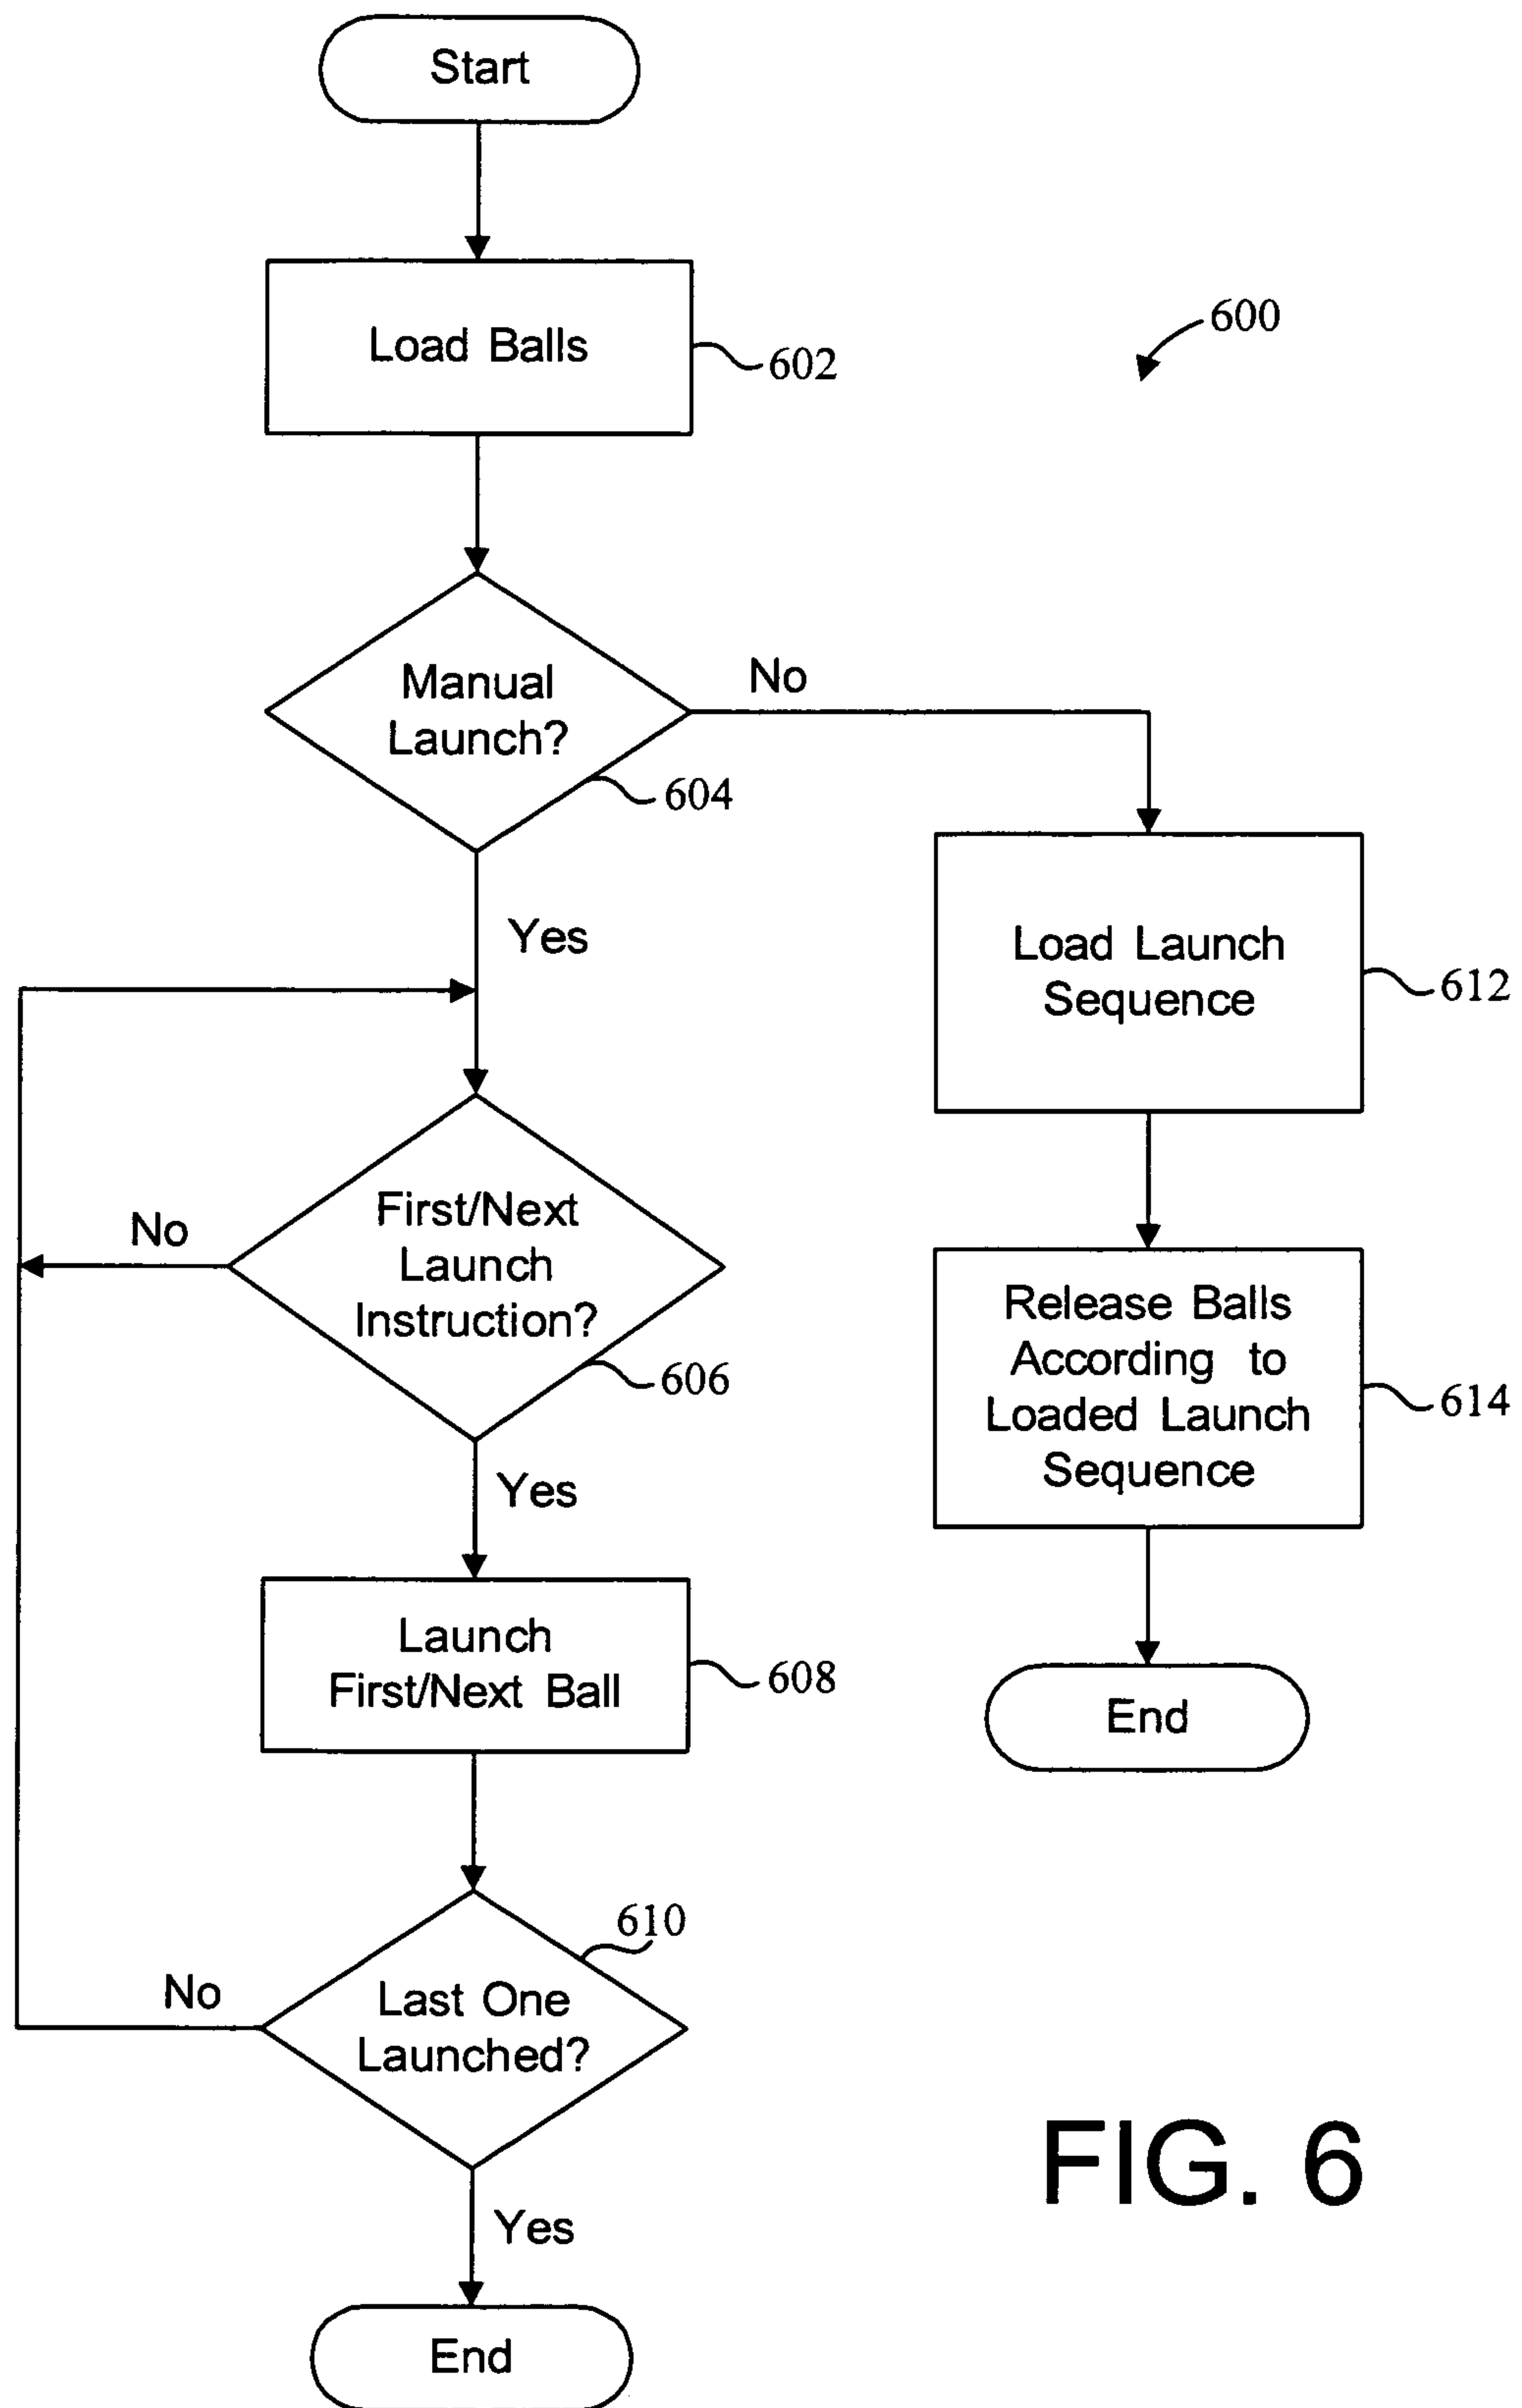 Start
Load Balls
602
600
Manual
Launch?
604
No
Yes
Load Launch
Sequence
612
First/Next
Launch
Instruction?
606
No
Yes
Release Balls
According to
Loaded Launch
Sequence
614
Launch
First/Next Ball
608
End
Last One
Launched?
610
No
Yes
End
FIG. 6